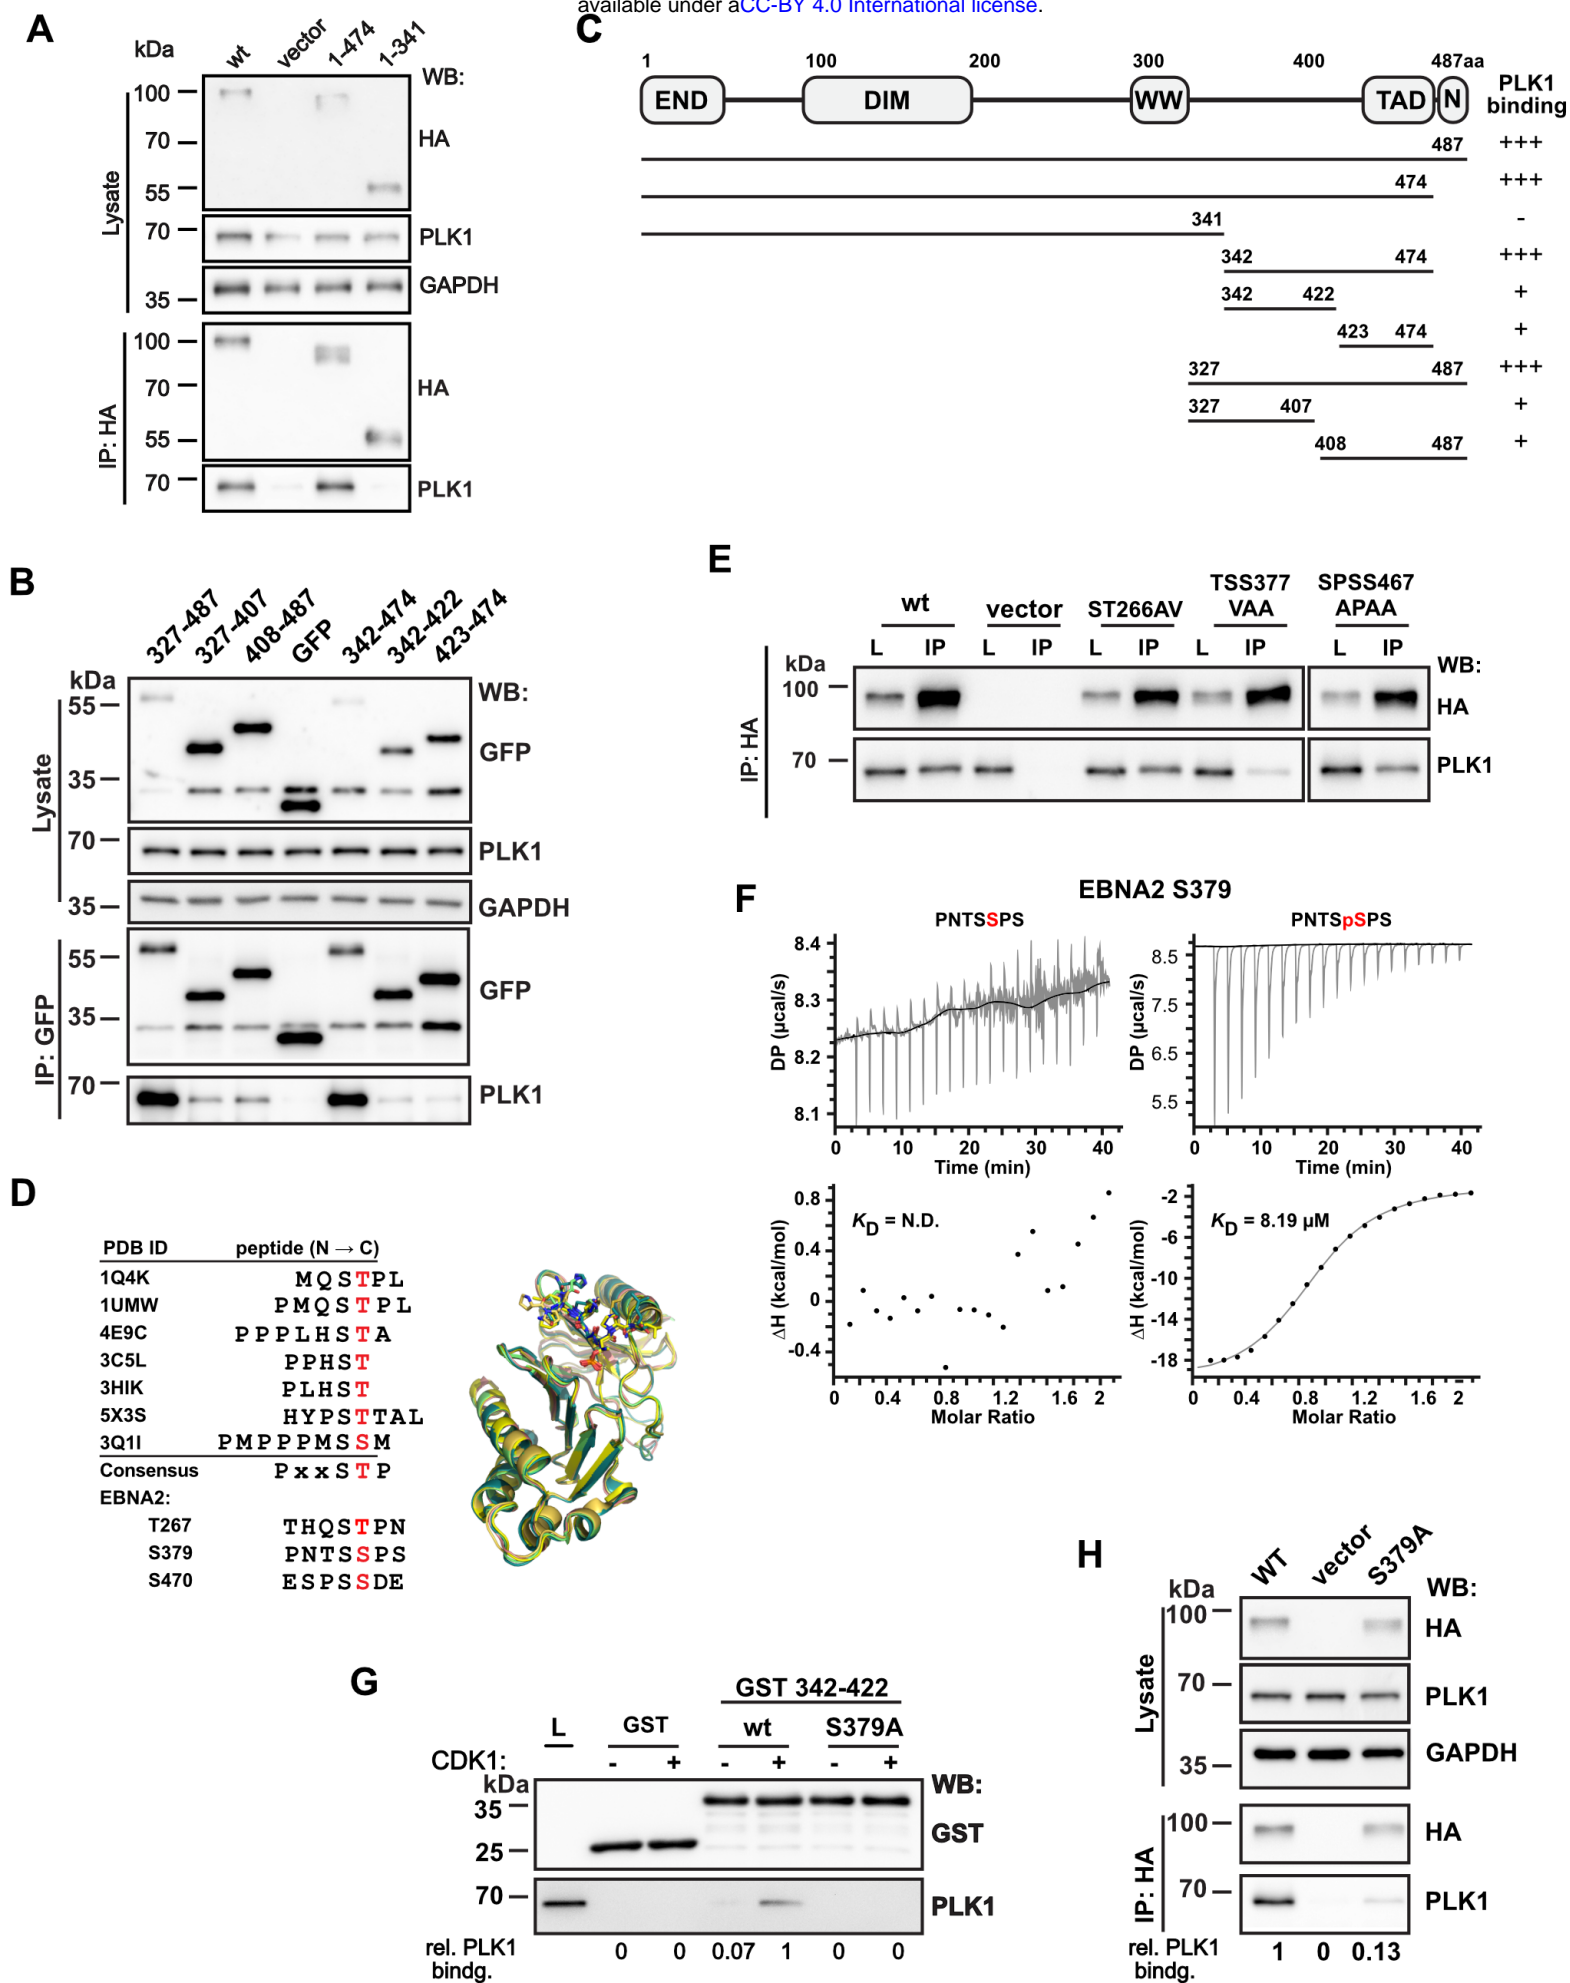 available under aCC-BY 4.0 International license.
A
kDa
wt
vector
1-474
1-341
WB:
Lysate
100
70
55
HA
70
PLK1
GAPDH
35
IP: HA
100
70
55
HA
70
PLK1
C
1 100 200 300 400 487aa
END DIM WW TAD N
PLK1
binding
487 +++
474 +++
341 -
342 474 +++
342 422 +
423 474 +
327 487 +++
327 407 +
408 487 +
B
kDa
327-487
327-407
408-487
GFP
342-474
342-422
423-474
WB:
Lysate
55
35
GFP
70
PLK1
35
GAPDH
IP: GFP
55
35
GFP
70
PLK1
E
wt vector ST266AV TSS377 VAA SPSS467 APAA
L IP L IP L IP L IP L IP
kDa
WB:
IP: HA
100
HA
70
PLK1
D
PDB ID peptide (N → C)
1Q4K MQSTPL
1UMW PMQSTPL
4E9C PPPLHSTA
3C5L PPHST
3HIK PLHST
5X3S HYPSTTAL
3Q1I PMPPPMSSM
Consensus PxxSTP
EBNA2:
T267 THQSTPN
S379 PNTSSPS
S470 ESPSSDE
F
EBNA2 S379
PNTSSPS
PNTSpSPS
DP (µcal/s)
8.4
8.3
8.2
8.1
0 10 20 30 40
Time (min)
DP (µcal/s)
8.5
7.5
6.5
5.5
0 10 20 30 40
Time (min)
ΔH (kcal/mol)
0.8
0.4
0
-0.4
KD = N.D.
0 0.4 0.8 1.2 1.6 2
Molar Ratio
ΔH (kcal/mol)
-2
-6
-10
-14
-18
KD = 8.19 µM
0 0.4 0.8 1.2 1.6 2
Molar Ratio
G
GST 342-422
L GST wt S379A
CDK1: - + - + - +
kDa
WB:
35
25
GST
70
PLK1
rel. PLK1
bindg.
0 0 0.07 1 0 0
H
kDa
WT
vector
S379A
WB:
Lysate
100
HA
70
PLK1
35
GAPDH
IP: HA
100
HA
70
PLK1
rel. PLK1
bindg.
1 0 0.13